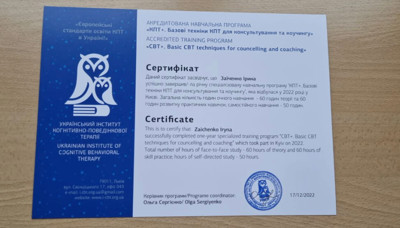 «Європейські
стандарти освіти КПТ
в Україні»
УКРАЇНСЬКИЙ ІНСТИТУТ
КОГНІТИВНО-ПОВЕДІНКОВОЇ
ТЕРАПІЇ
UKRAINIAN INSTITUTE OF
COGNITIVE BEHAVIORAL
THERAPY
АКРЕДИТОВАНА НАВЧАЛЬНА ПРОГРАМА
«КПТ+. Базові техніки КПТ для консультування та коучингу»
ACCREDITED TRAINING PROGRAM
«CBT+. Basic CBT techniques for councelling and coaching»
Сертифікат
Даний сертифікат засвідчує, що Заїченко Ірина
Certificate
This is to certify that Zaichenko Iryna
successfully completed one-year specialized training program "CBT+. Basic CBT
techniques for councelling and coaching" which took part in Kyiv on 2022.
Total number of hours of face-to-face study - 60 hours of theory and 60 hours of
skill practice, hours of self-directed study - 50 hours.
Керівник програми/Programs coordinator:
Ольга Сергієнко/ Olga Sergiyenko
17/12/2022